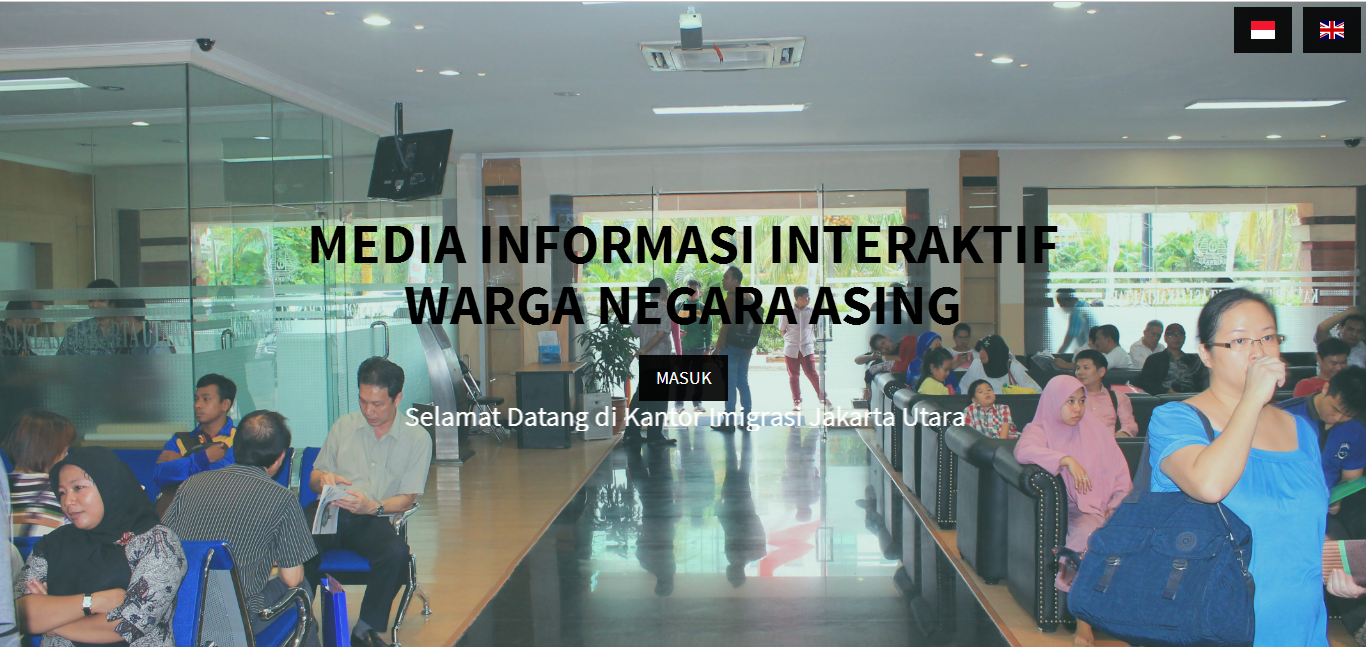 MEDIA INFORMASI INTERAKTIF
WARGA NEGARA ASING
MASUK
Selamat Datang di Kantor Imigrasi Jakarta Utara